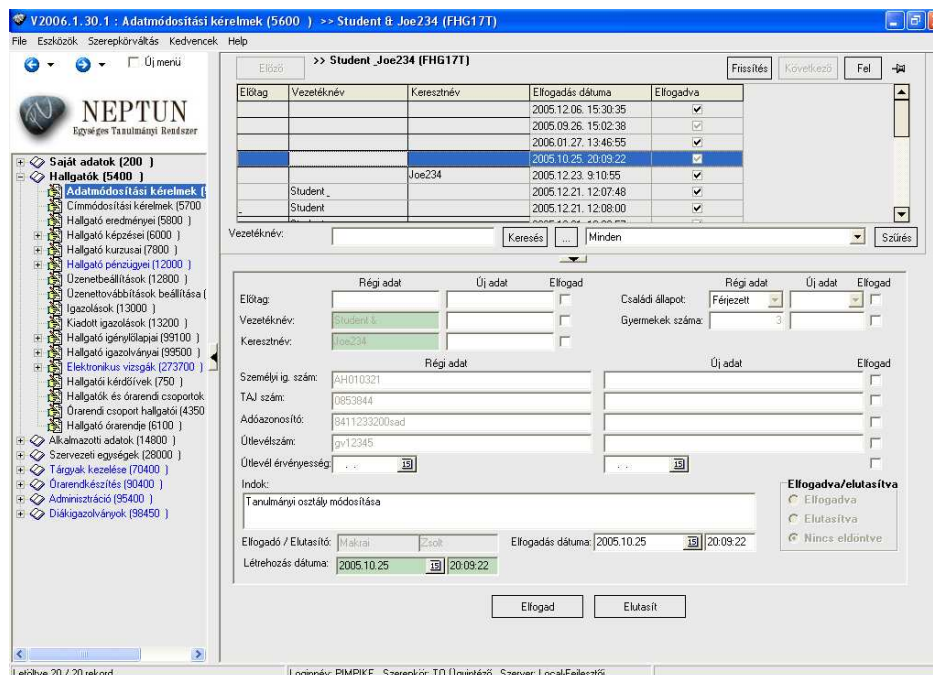 V2006.1.30.1 : Adatmódosítási kérelmek (5600 ) >> Student & Joe234 (FHG17T)
File Eszközök Szerepkörváltás Kedvencek Help
Új menü
NEPTUN
Egységes Tanulmányi Rendszer
Saját adatok (200 )
Hallgatók (5400 )
Adatmódosítási kérelmek (5
Címmódosítási kérelmek (5700
Hallgató eredményei (5800 )
Hallgató képzései (6000 )
Hallgató kurzusai (7800 )
Hallgató pénzügyei (12000 )
Üzenetbeállítások (12800 )
Üzenettovábbítások beállítása (
Igazolások (13000 )
Kiadott igazolások (13200 )
Hallgató igénylőlapjai (99100 )
Hallgató igazolványai (99500 )
Elektronikus vizsgák (273700 )
Hallgatói kérdőívek (750 )
Hallgatók és órarendi csoportok
Órarendi csoport hallgatói (4350
Hallgató órarendje (6100 )
Alkalmazotti adatok (14800 )
Szervezeti egységek (28000 )
Tárgyak kezelése (70400 )
Órarendkészítés (90400 )
Adminisztráció (95400 )
Diákigazolványok (98450 )
Előző >> Student _Joe234 (FHG17T) Frissítés Következő Fel
Előtag Vezetéknév Keresztnév Elfogadás dátuma Elfogadva
2005.12.06. 15:30:35
2005.09.26. 15:02:38
2006.01.27. 13:46:55
2005.10.25. 20:09:22
Joe234 2005.12.23. 9:10:55
Student _ 2005.12.21. 12:07:48
_ Student 2005.12.21. 12:08:00
Vezetéknév: Keresés ... Minden Szűrés
Régi adat Új adat Elfogad Régi adat Új adat Elfogad
Előtag: Családi állapot: Férjezett
Vezetéknév: Student & Gyermekek száma: 3
Keresztnév: Joe234
Régi adat Új adat Elfogad
Személyi ig. szám: AH010321
TAJ szám: 0853844
Adóazonosító: 8411233200sad
Útlevélszám: gv12345
Útlevél érvényesség: . . 15 . . 15
Indok: Elfogadva/elutasítva
Tanulmányi osztály módosítása Elfogadva
Elutasítva
Elfogadó / Elutasító: Makrai Zsolt Elfogadás dátuma: 2005.10.25 15 20:09:22 Nincs eldöntve
Létrehozás dátuma: 2005.10.25 15 20:09:22
Elfogad Elutasít
Letöltve 20 / 20 rekord Loginnév: PIMPIKE Szerepkör: TO Ügyintéző Szerver: Local-Fejlesztői